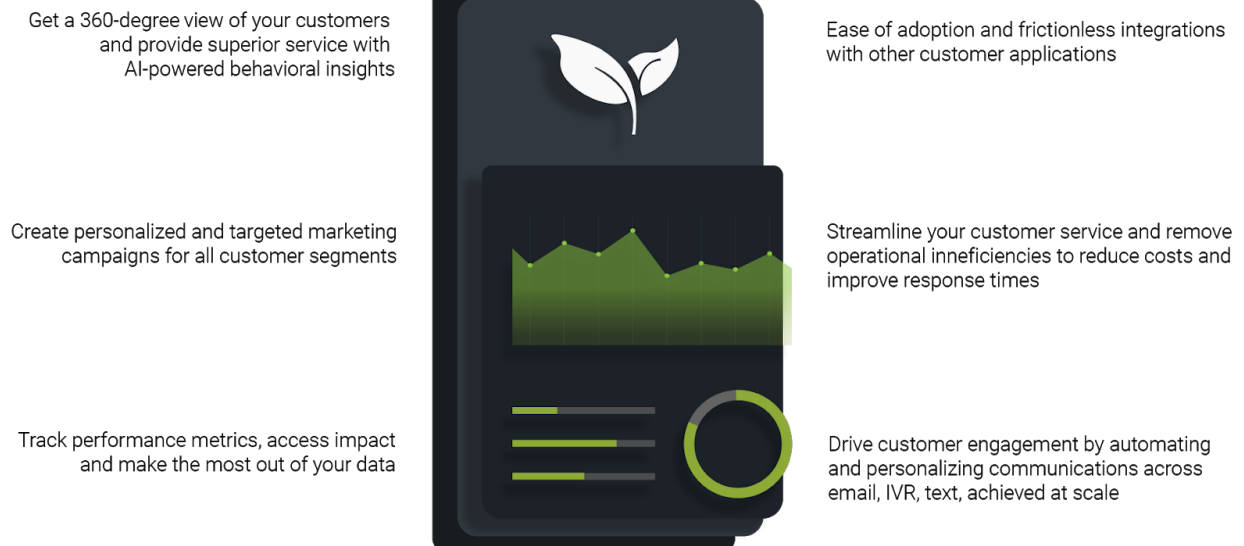 Get a 360-degree view of your customers
and provide superior service with
AI-powered behavioral insights
Create personalized and targeted marketing
campaigns for all customer segments
Track performance metrics, access impact
and make the most out of your data
Ease of adoption and frictionless integrations
with other customer applications
Streamline your customer service and remove
operational inneficiencies to reduce costs and
improve response times
Drive customer engagement by automating
and personalizing communications across
email, IVR, text, achieved at scale